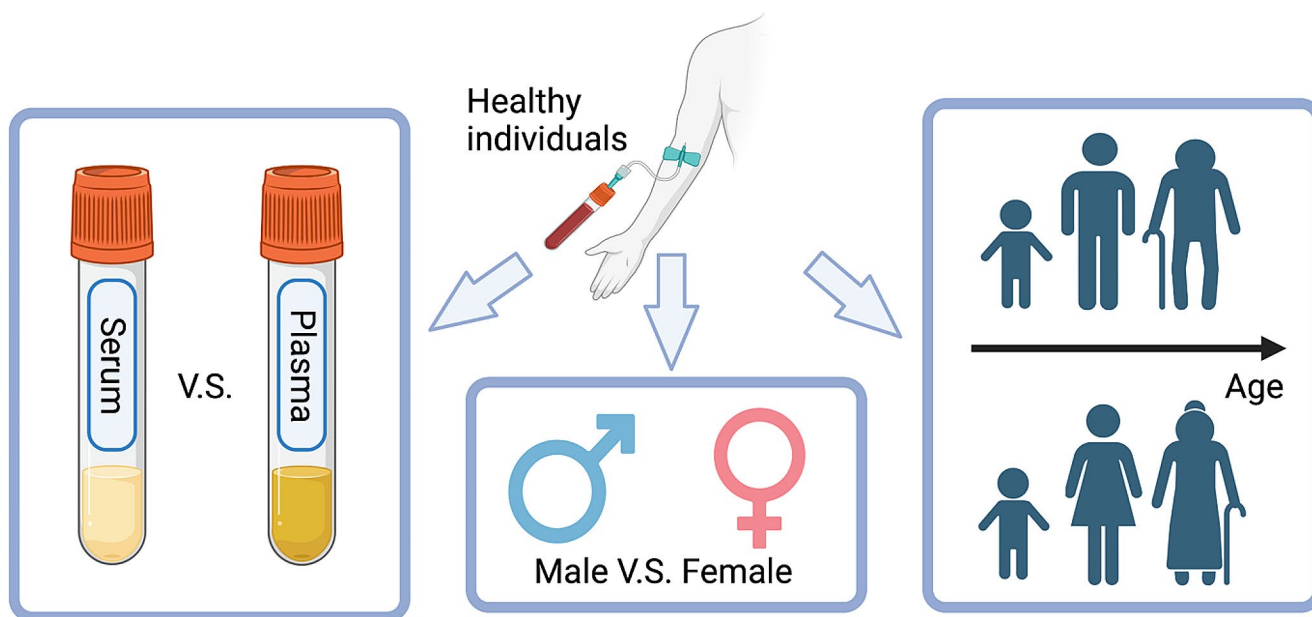 Healthy
individuals
Serum
V.S.
Plasma
Male V.S. Female
Age